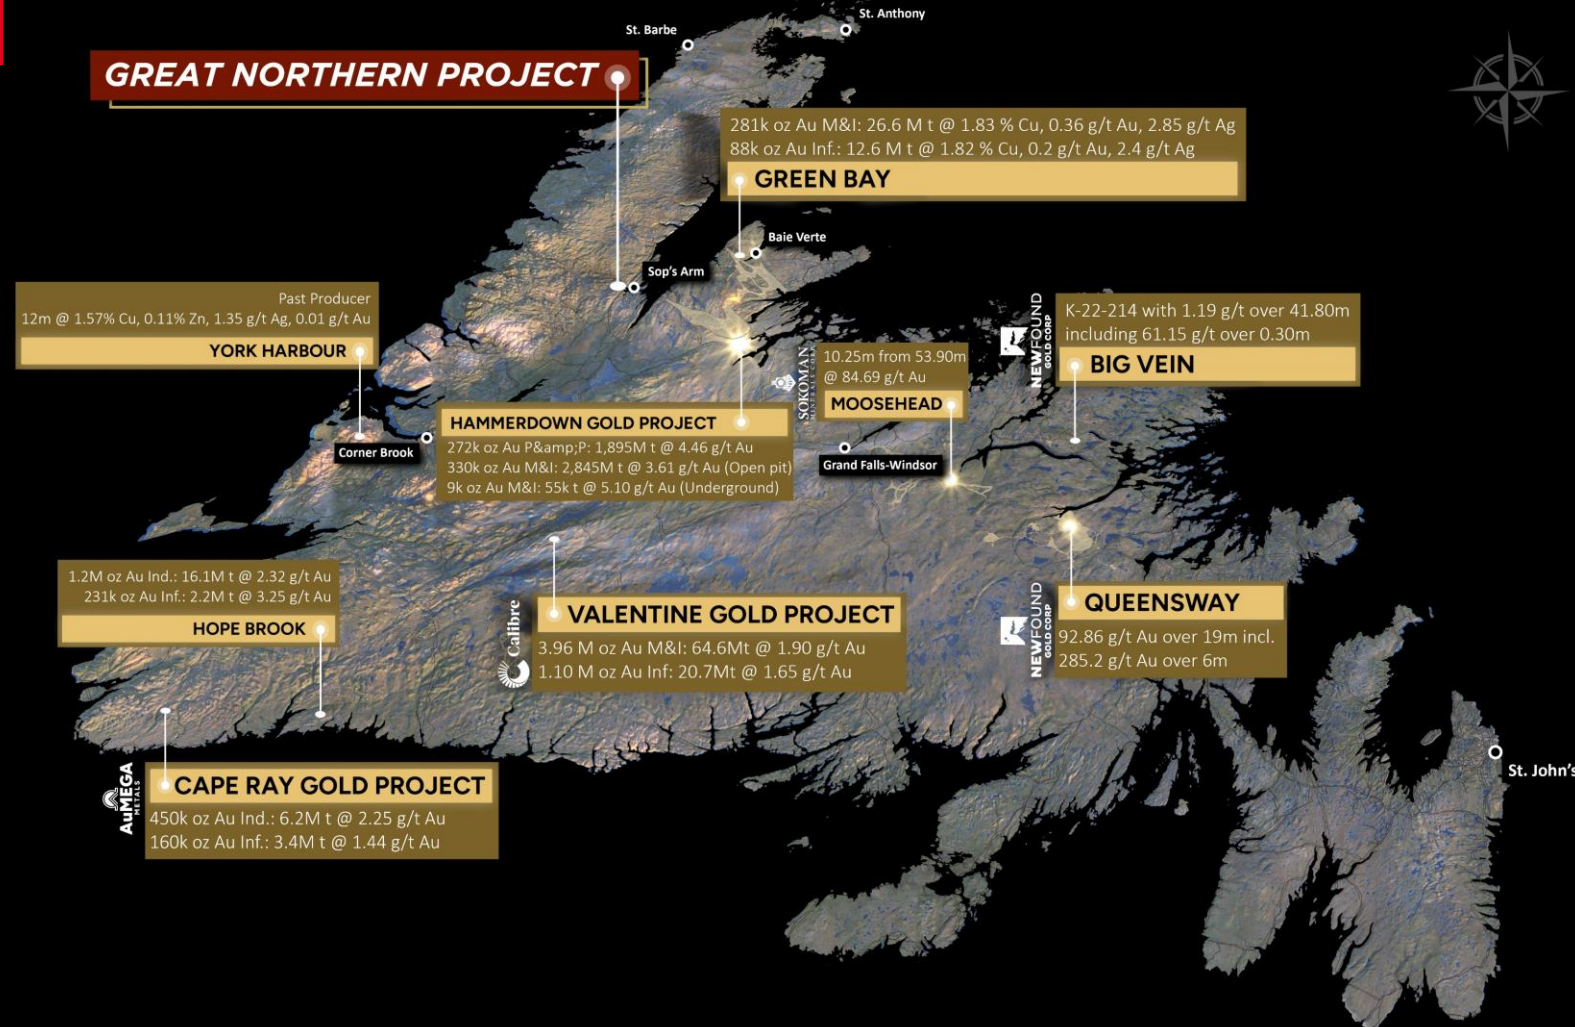 St. Anthony
St. Barbe
GREAT NORTHERN PROJECT
281k oz Au M&I: 26.6 M t @ 1.83 % Cu, 0.36 g/t Au, 2.85 g/t Ag
88k oz Au Inf.: 12.6 M t @ 1.82 % Cu, 0.2 g/t Au, 2.4 g/t Ag
GREEN BAY
Baie Verte
Sop's Arm
Past Producer
12m @ 1.57% Cu, 0.11% Zn, 1.35 g/t Ag, 0.01 g/t Au
YORK HARBOUR
NEWFOUND
GOLD CORP
K-22-214 with 1.19 g/t over 41.80m
including 61.15 g/t over 0.30m
BIG VEIN
SOKOMAN
MINERALS CORP
10.25m from 53.90m
@ 84.69 g/t Au
MOOSEHEAD
HAMMERDOWN GOLD PROJECT
272k oz Au P&amp;P: 1,895M t @ 4.46 g/t Au
330k oz Au M&I: 2,845M t @ 3.61 g/t Au (Open pit)
9k oz Au M&I: 55k t @ 5.10 g/t Au (Underground)
Corner Brook
Grand Falls-Windsor
1.2M oz Au Ind.: 16.1M t @ 2.32 g/t Au
231k oz Au Inf.: 2.2M t @ 3.25 g/t Au
HOPE BROOK
Calibre
VALENTINE GOLD PROJECT
3.96 M oz Au M&I: 64.6Mt @ 1.90 g/t Au
1.10 M oz Au Inf: 20.7Mt @ 1.65 g/t Au
NEWFOUND
GOLD CORP
QUEENSWAY
92.86 g/t Au over 19m incl.
285.2 g/t Au over 6m
AuMEGA
METALS
CAPE RAY GOLD PROJECT
450k oz Au Ind.: 6.2M t @ 2.25 g/t Au
160k oz Au Inf.: 3.4M t @ 1.44 g/t Au
St. John's